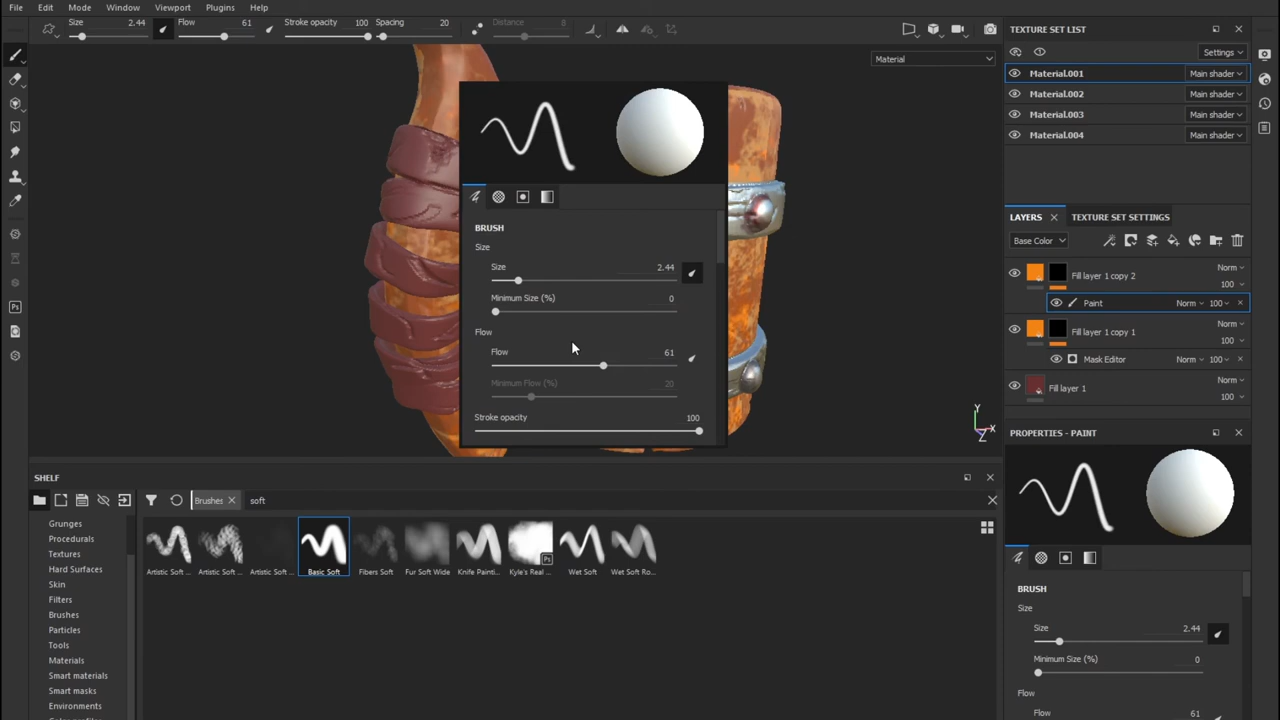 File Edit Mode Window Viewport Plugins Help
Size 2.44 Flow 61 Stroke opacity 100 Spacing 20 Distance 8
Material
BRUSH
Size
Size 2.44
Minimum Size (%) 0
Flow
Flow 61
Minimum Flow (%) 20
Stroke opacity 100
Y
X
Z
TEXTURE SET LIST
Settings
Material.001 Main shader
Material.002 Main shader
Material.003 Main shader
Material.004 Main shader
LAYERS TEXTURE SET SETTINGS
Base Color
Fill layer 1 copy 2 Norm
100
Paint Norm 100
Fill layer 1 copy 1 Norm
100
Mask Editor Norm 100
Fill layer 1 Norm
100
PROPERTIES - PAINT
BRUSH
Size
Size 2.44
Minimum Size (%) 0
Flow
Flow 61
SHELF
Brushes soft
Grunges
Procedurals
Textures
Hard Surfaces
Skin
Filters
Brushes
Particles
Tools
Materials
Smart materials
Smart masks
Environments
Artistic Soft ... Artistic Soft ... Artistic Soft ... Basic Soft Fibers Soft Fur Soft Wide Knife Painti... Kyle's Real ... Wet Soft Wet Soft Ro...
Ps
Ps